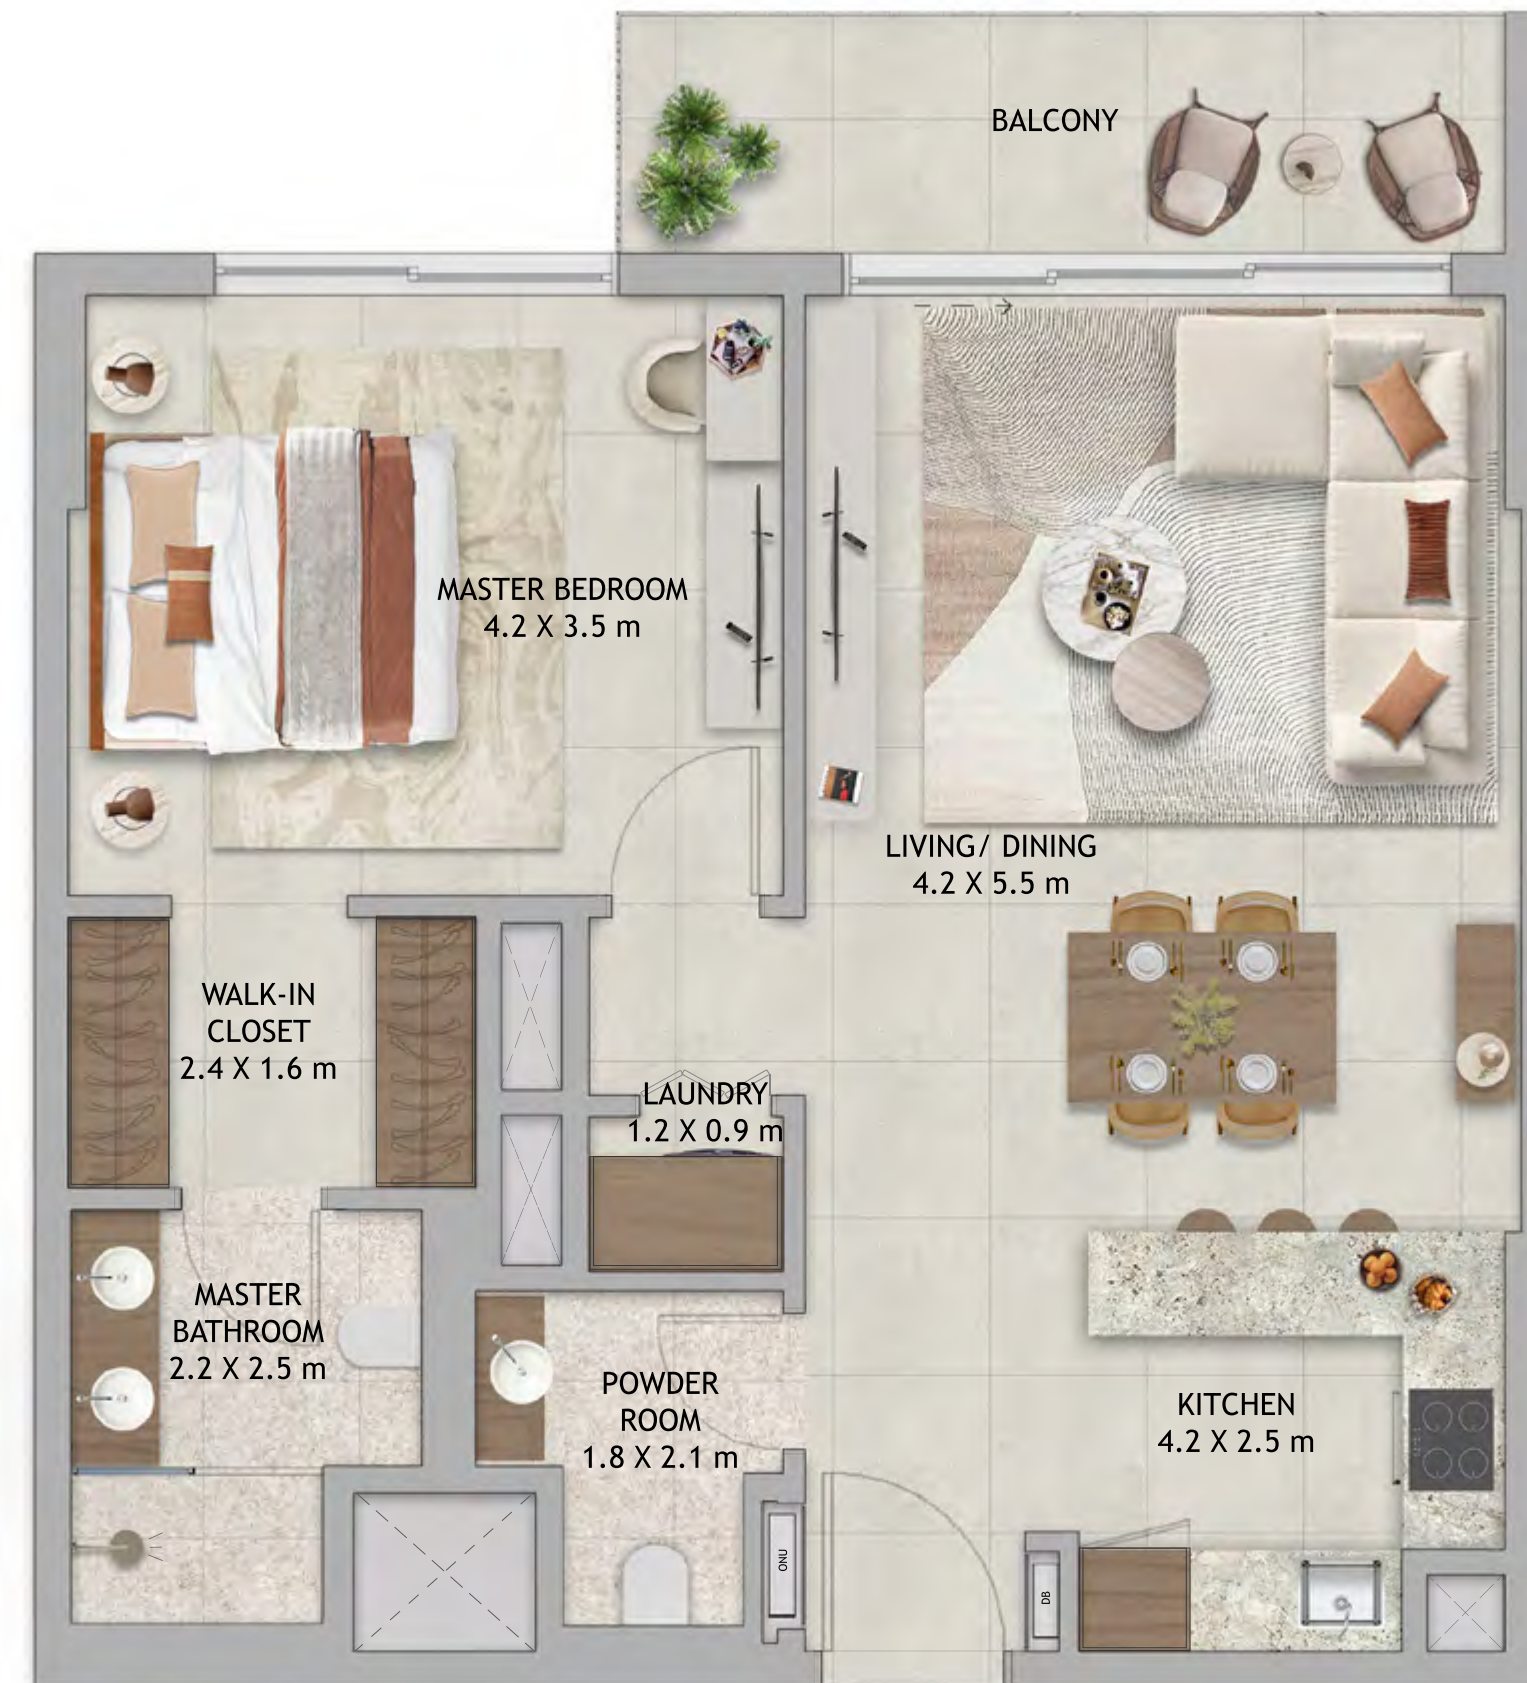 BALCONY
MASTER BEDROOM
4.2 X 3.5 m
LIVING/ DINING
4.2 X 5.5 m
WALK-IN
CLOSET
2.4 X 1.6 m
LAUNDRY
1.2 X 0.9 m
MASTER
BATHROOM
2.2 X 2.5 m
POWDER
ROOM
1.8 X 2.1 m
KITCHEN
4.2 X 2.5 m
ONU
DB